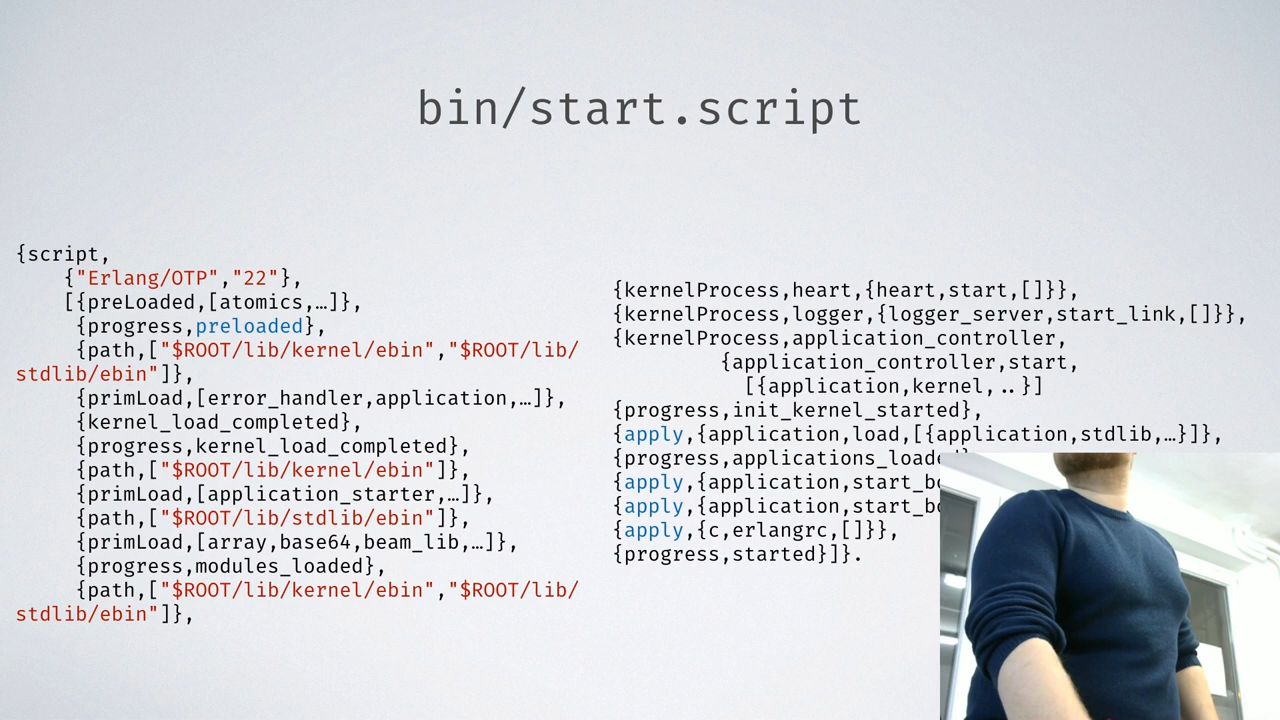 bin/start.script
{script,
{"Erlang/OTP","22"},
[{preLoaded,[atomics,…]},
{progress,preloaded},
{path,["$ROOT/lib/kernel/ebin","$ROOT/lib/
stdlib/ebin"]},
{primLoad,[error_handler,application,…]},
{kernel_load_completed},
{progress,kernel_load_completed},
{path,["$ROOT/lib/kernel/ebin"]},
{primLoad,[application_starter,…]},
{path,["$ROOT/lib/stdlib/ebin"]},
{primLoad,[array,base64,beam_lib,…]},
{progress,modules_loaded},
{path,["$ROOT/lib/kernel/ebin","$ROOT/lib/
stdlib/ebin"]},
{kernelProcess,heart,{heart,start,[]}},
{kernelProcess,logger,{logger_server,start_link,[]}},
{kernelProcess,application_controller,
{application_controller,start,
[{application,kernel,..}]
{progress,init_kernel_started},
{apply,{application,load,[{application,stdlib,…}]},
{progress,applications_loaded},
{apply,{application,
{apply,{application,
{apply,{c,erlangrc,[]}},
{progress,started}]}.